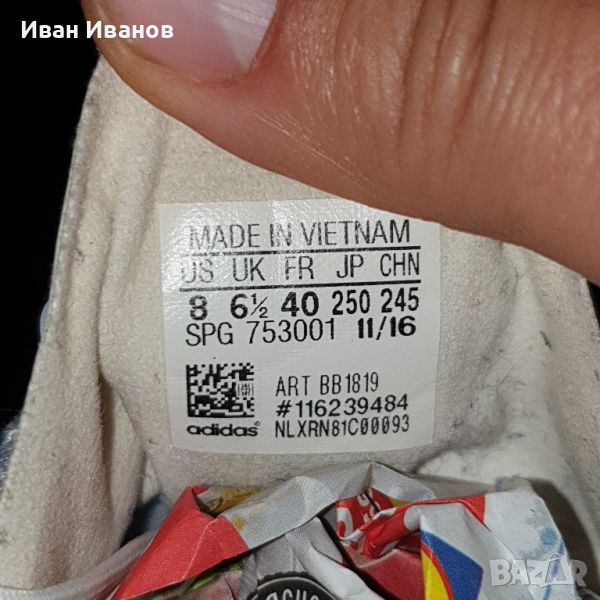 Иван Иванов
MADE IN VIETNAM
US UK FR JP CHN
8 6½ 40 250 245
SPG 753001 11/16
ART BB1819
#116239484
adidas NLXRN81C00093
BAZAR